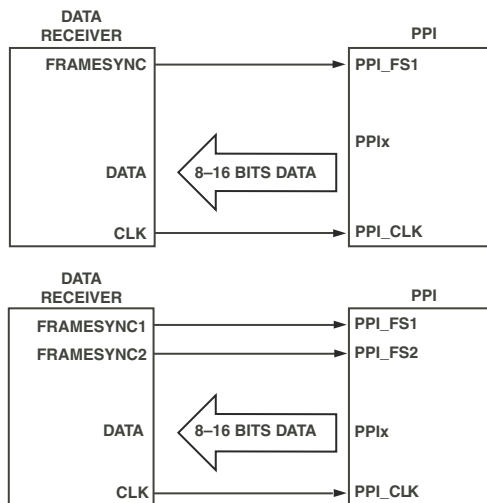 DATA
RECEIVER
PPI
FRAMESYNC
PPI_FS1
PPIx
DATA
8–16 BITS DATA
CLK
PPI_CLK
DATA
RECEIVER
PPI
FRAMESYNC1
PPI_FS1
FRAMESYNC2
PPI_FS2
DATA
8–16 BITS DATA
PPIx
CLK
PPI_CLK